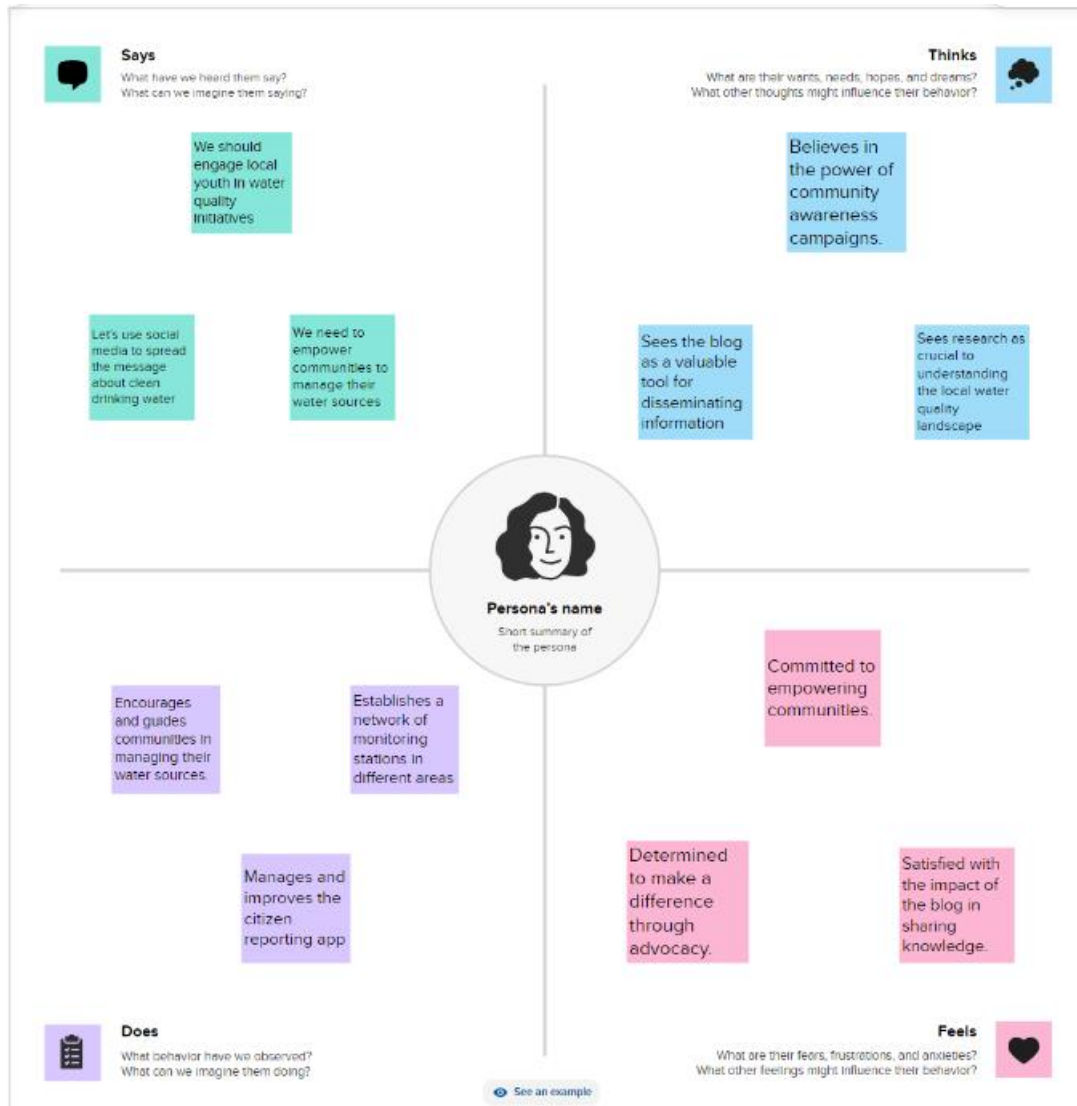 Says
What have we heard them say?
What can we imagine them saying?
Thinks
What are their wants, needs, hopes, and dreams?
What other thoughts might influence their behavior?
We should
engage local
youth in water
quality
initiatives
Believes in
the power of
community
awareness
campaigns.
Let's use social
media to spread
the message
about clean
drinking water
We need to
empower
communities to
manage their
water sources
Sees the blog
as a valuable
tool for
disseminating
information
Sees research as
crucial to
understanding
the local water
quality
landscape
Persona's name
Short summary of
the persona
Encourages
and guides
communities in
managing their
water sources.
Establishes a
network of
monitoring
stations in
different areas
Manages and
improves the
citizen
reporting app
Committed to
empowering
communities.
Determined
to make a
difference
through
advocacy.
Satisfied with
the impact of
the blog in
sharing
knowledge.
Does
What behavior have we observed?
What can we imagine them doing?
Feels
What are their fears, frustrations, and anxieties?
What other feelings might influence their behavior?
See an example